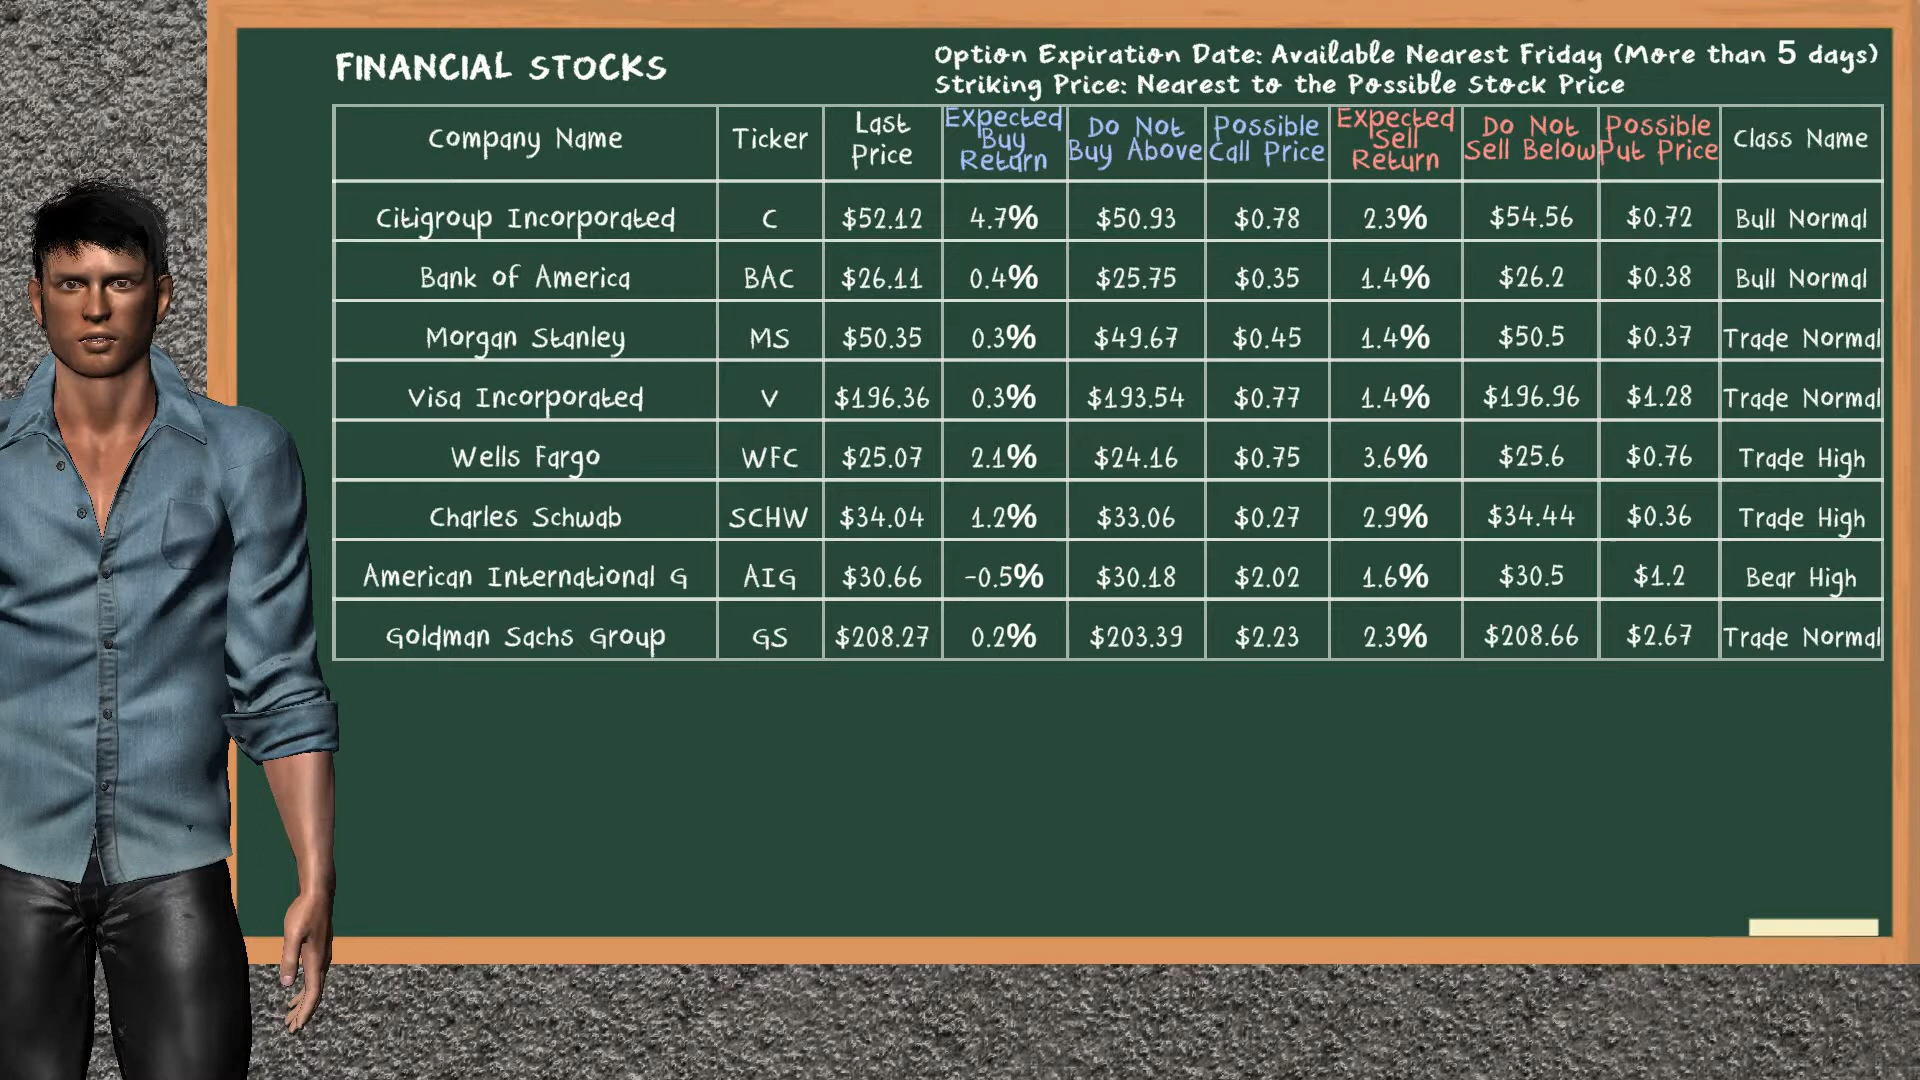 FINANCIAL STOCKS
Option Expiration Date: Available Nearest Friday (More than 5 days)
Striking Price: Nearest to the Possible Stock Price
Company Name Ticker Last Price Expected Buy Return Do Not Buy Above Possible Call Price Expected Sell Return Do Not Sell Below Possible Put Price Class Name
Citigroup Incorporated C $52.12 4.7% $50.93 $0.78 2.3% $54.56 $0.72 Bull Normal
Bank of America BAC $26.11 0.4% $25.75 $0.35 1.4% $26.2 $0.38 Bull Normal
Morgan Stanley MS $50.35 0.3% $49.67 $0.45 1.4% $50.5 $0.37 Trade Normal
Visa Incorporated V $196.36 0.3% $193.54 $0.77 1.4% $196.96 $1.28 Trade Normal
Wells Fargo WFC $25.07 2.1% $24.16 $0.75 3.6% $25.6 $0.76 Trade High
Charles Schwab SCHW $34.04 1.2% $33.06 $0.27 2.9% $34.44 $0.36 Trade High
American International G AIG $30.66 -0.5% $30.18 $2.02 1.6% $30.5 $1.2 Bear High
Goldman Sachs Group GS $208.27 0.2% $203.39 $2.23 2.3% $208.66 $2.67 Trade Normal